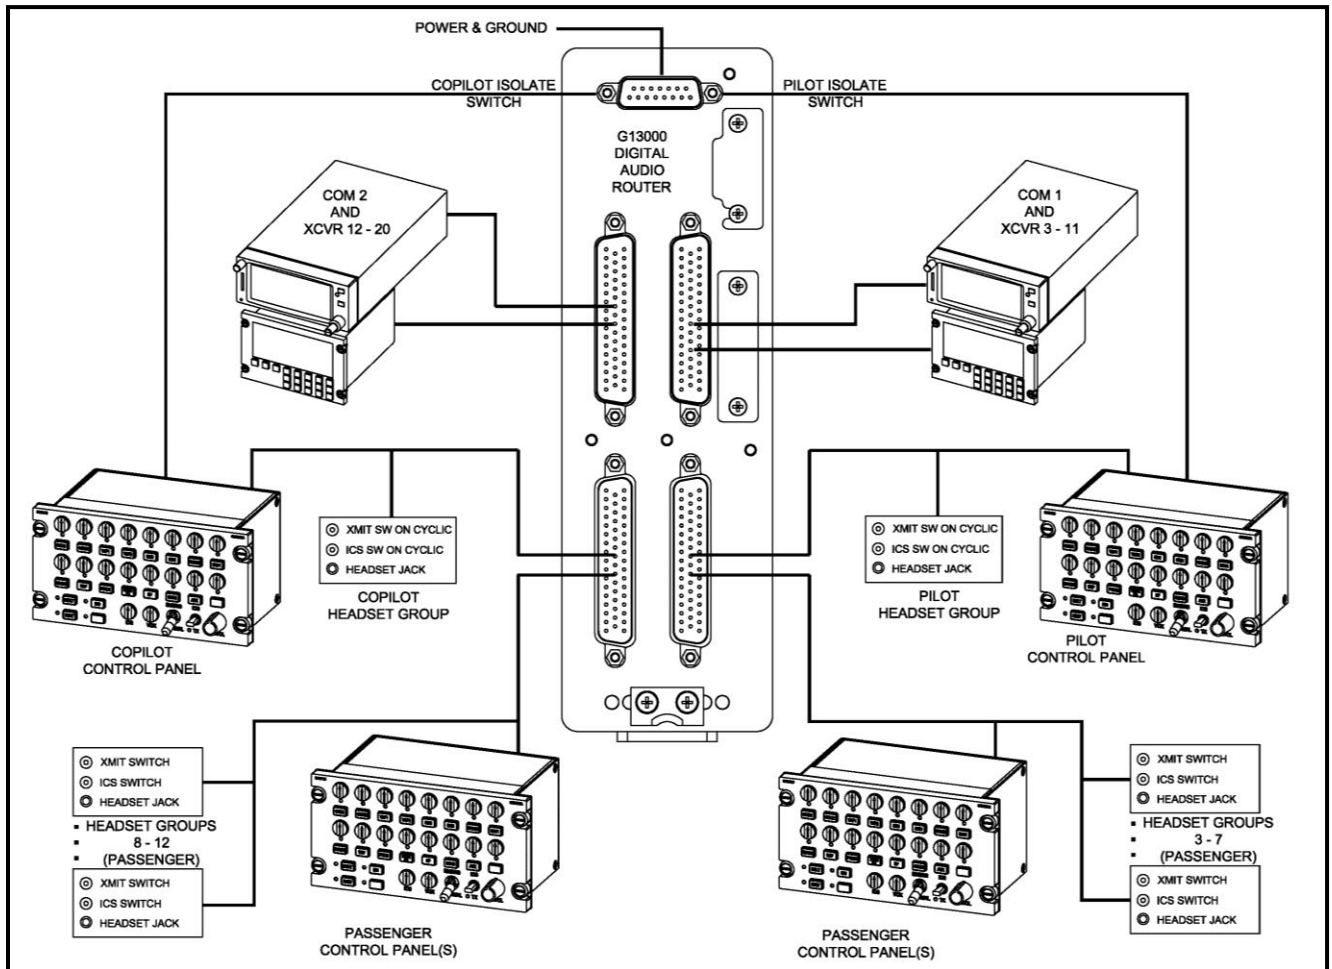 POWER & GROUND
COPILOT ISOLATE
SWITCH
PILOT ISOLATE
SWITCH
G13000
DIGITAL
AUDIO
ROUTER
COM 2
AND
XCVR 12 - 20
COM 1
AND
XCVR 3 - 11
XMIT SW ON CYCLIC
ICS SW ON CYCLIC
HEADSET JACK
COPILOT
HEADSET GROUP
XMIT SW ON CYCLIC
ICS SW ON CYCLIC
HEADSET JACK
PILOT
HEADSET GROUP
COPILOT
CONTROL PANEL
PILOT
CONTROL PANEL
XMIT SWITCH
ICS SWITCH
HEADSET JACK
HEADSET GROUPS
8 - 12
(PASSENGER)
XMIT SWITCH
ICS SWITCH
HEADSET JACK
PASSENGER
CONTROL PANEL(S)
PASSENGER
CONTROL PANEL(S)
XMIT SWITCH
ICS SWITCH
HEADSET JACK
HEADSET GROUPS
3 - 7
(PASSENGER)
XMIT SWITCH
ICS SWITCH
HEADSET JACK